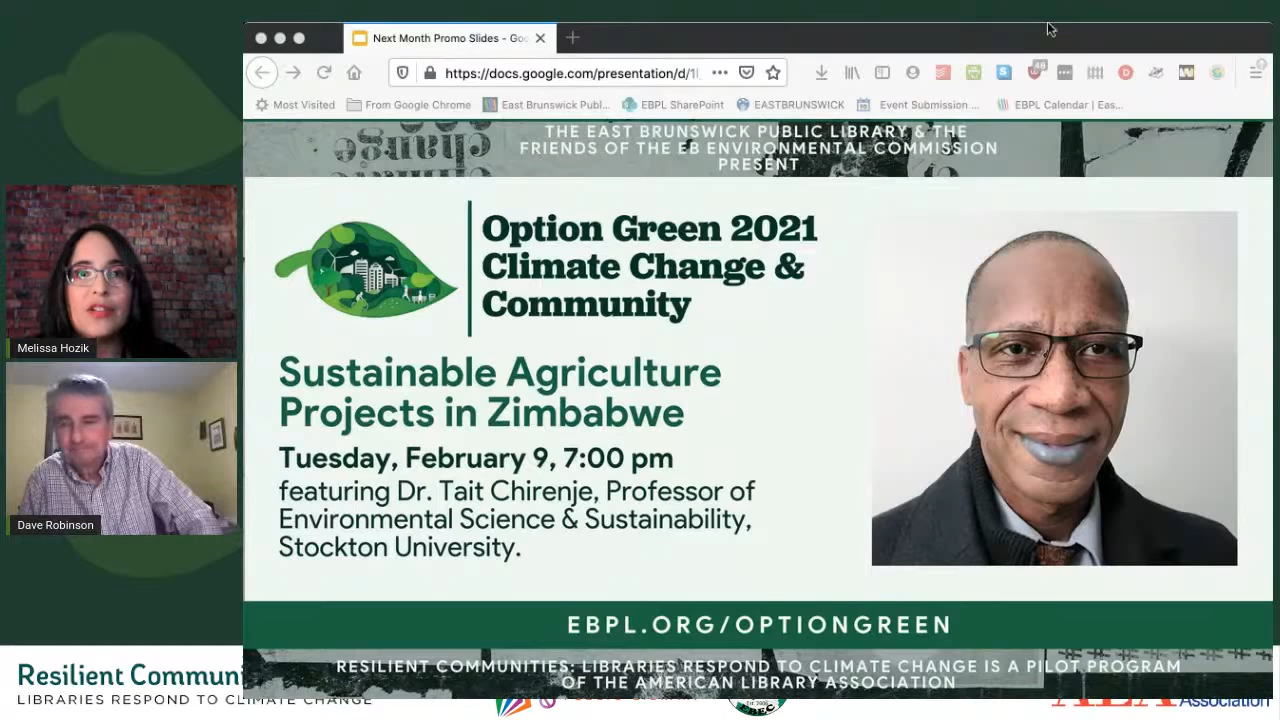 Next Month Promo Slides - Goo
https://docs.google.com/presentation/d/1l
46
Most Visited
From Google Chrome
East Brunswick Publ...
EBPL SharePoint
EASTBRUNSWICK
Event Submission ...
EBPL Calendar | Eas...
change
THE EAST BRUNSWICK PUBLIC LIBRARY & THE
FRIENDS OF THE EB ENVIRONMENTAL COMMISSION
PRESENT
Option Green 2021
Climate Change &
Community
Sustainable Agriculture
Projects in Zimbabwe
Tuesday, February 9, 7:00 pm
featuring Dr. Tait Chirenje, Professor of
Environmental Science & Sustainability,
Stockton University.
Melissa Hozik
Dave Robinson
EBPL.ORG/OPTIONGREEN
RESILIENT COMMUNITIES: LIBRARIES RESPOND TO CLIMATE CHANGE IS A PILOT PROGRAM
OF THE AMERICAN LIBRARY ASSOCIATION
Resilient Communi
LIBRARIES RESPOND TO CLIMATE CHANGE
Association